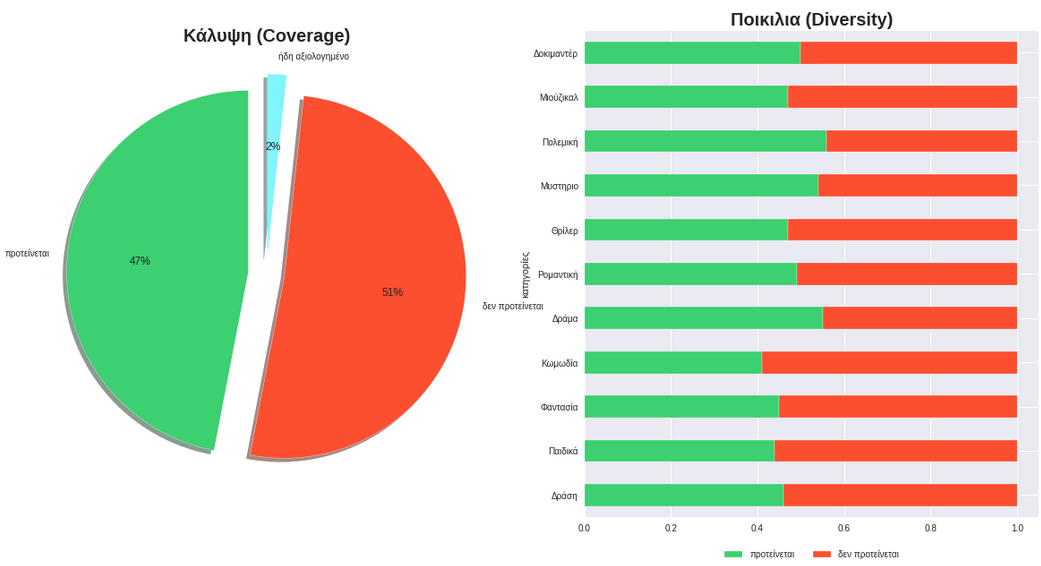 Κάλυψη (Coverage)
ήδη αξιολογημένο
2%
προτείνεται
47%
51%
δεν προτείνεται
Ποικιλια (Diversity)
κατηγορίες
Δοκιμαντέρ
Μιούζικαλ
Πολεμική
Μυστηριο
Θρίλερ
Ρομαντική
Δράμα
Κωμωδία
Φαντασία
Παιδικά
Δράση
0.0 0.2 0.4 0.6 0.8 1.0
προτείνεται δεν προτείνεται